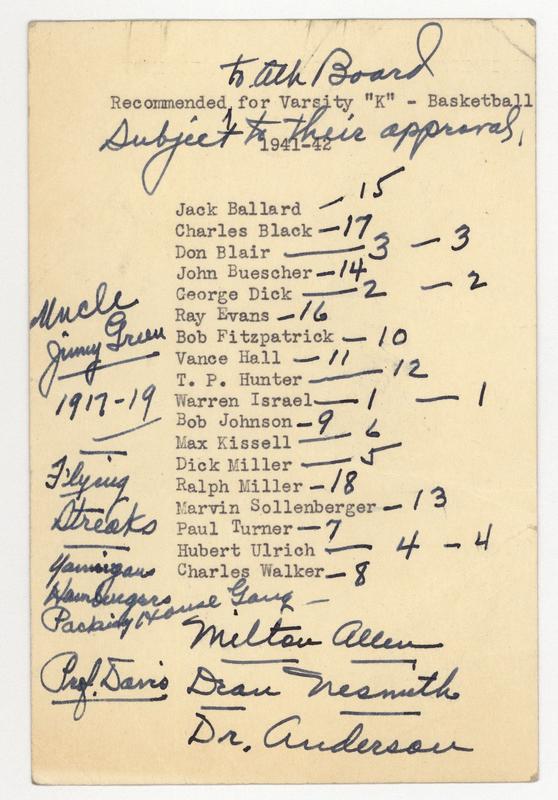 to Ath Board
Recommended for Varsity "K" - Basketball
Subject to their approval,
1941-42
Jack Ballard - 15
Charles Black - 17
Don Blair - 3 - 3
John Buescher - 14
George Dick - 2 - 2
Ray Evans - 16
Bob Fitzpatrick - 10
Vance Hall - 11
T. P. Hunter - 12
Warren Israel - 1 - 1
Bob Johnson - 9
Max Kissell - 6
Dick Miller - 5
Ralph Miller - 18
Marvin Sollenberger - 13
Paul Turner - 7
Hubert Ulrich - 4 - 4
Charles Walker - 8
Uncle
Jimmy Green
1917-19
Flying
Streaks
Yannigans
Hamburgers
Packing House Gang -
Milton Allen
Prof. Davis
Dean Nesmith
Dr. Anderson